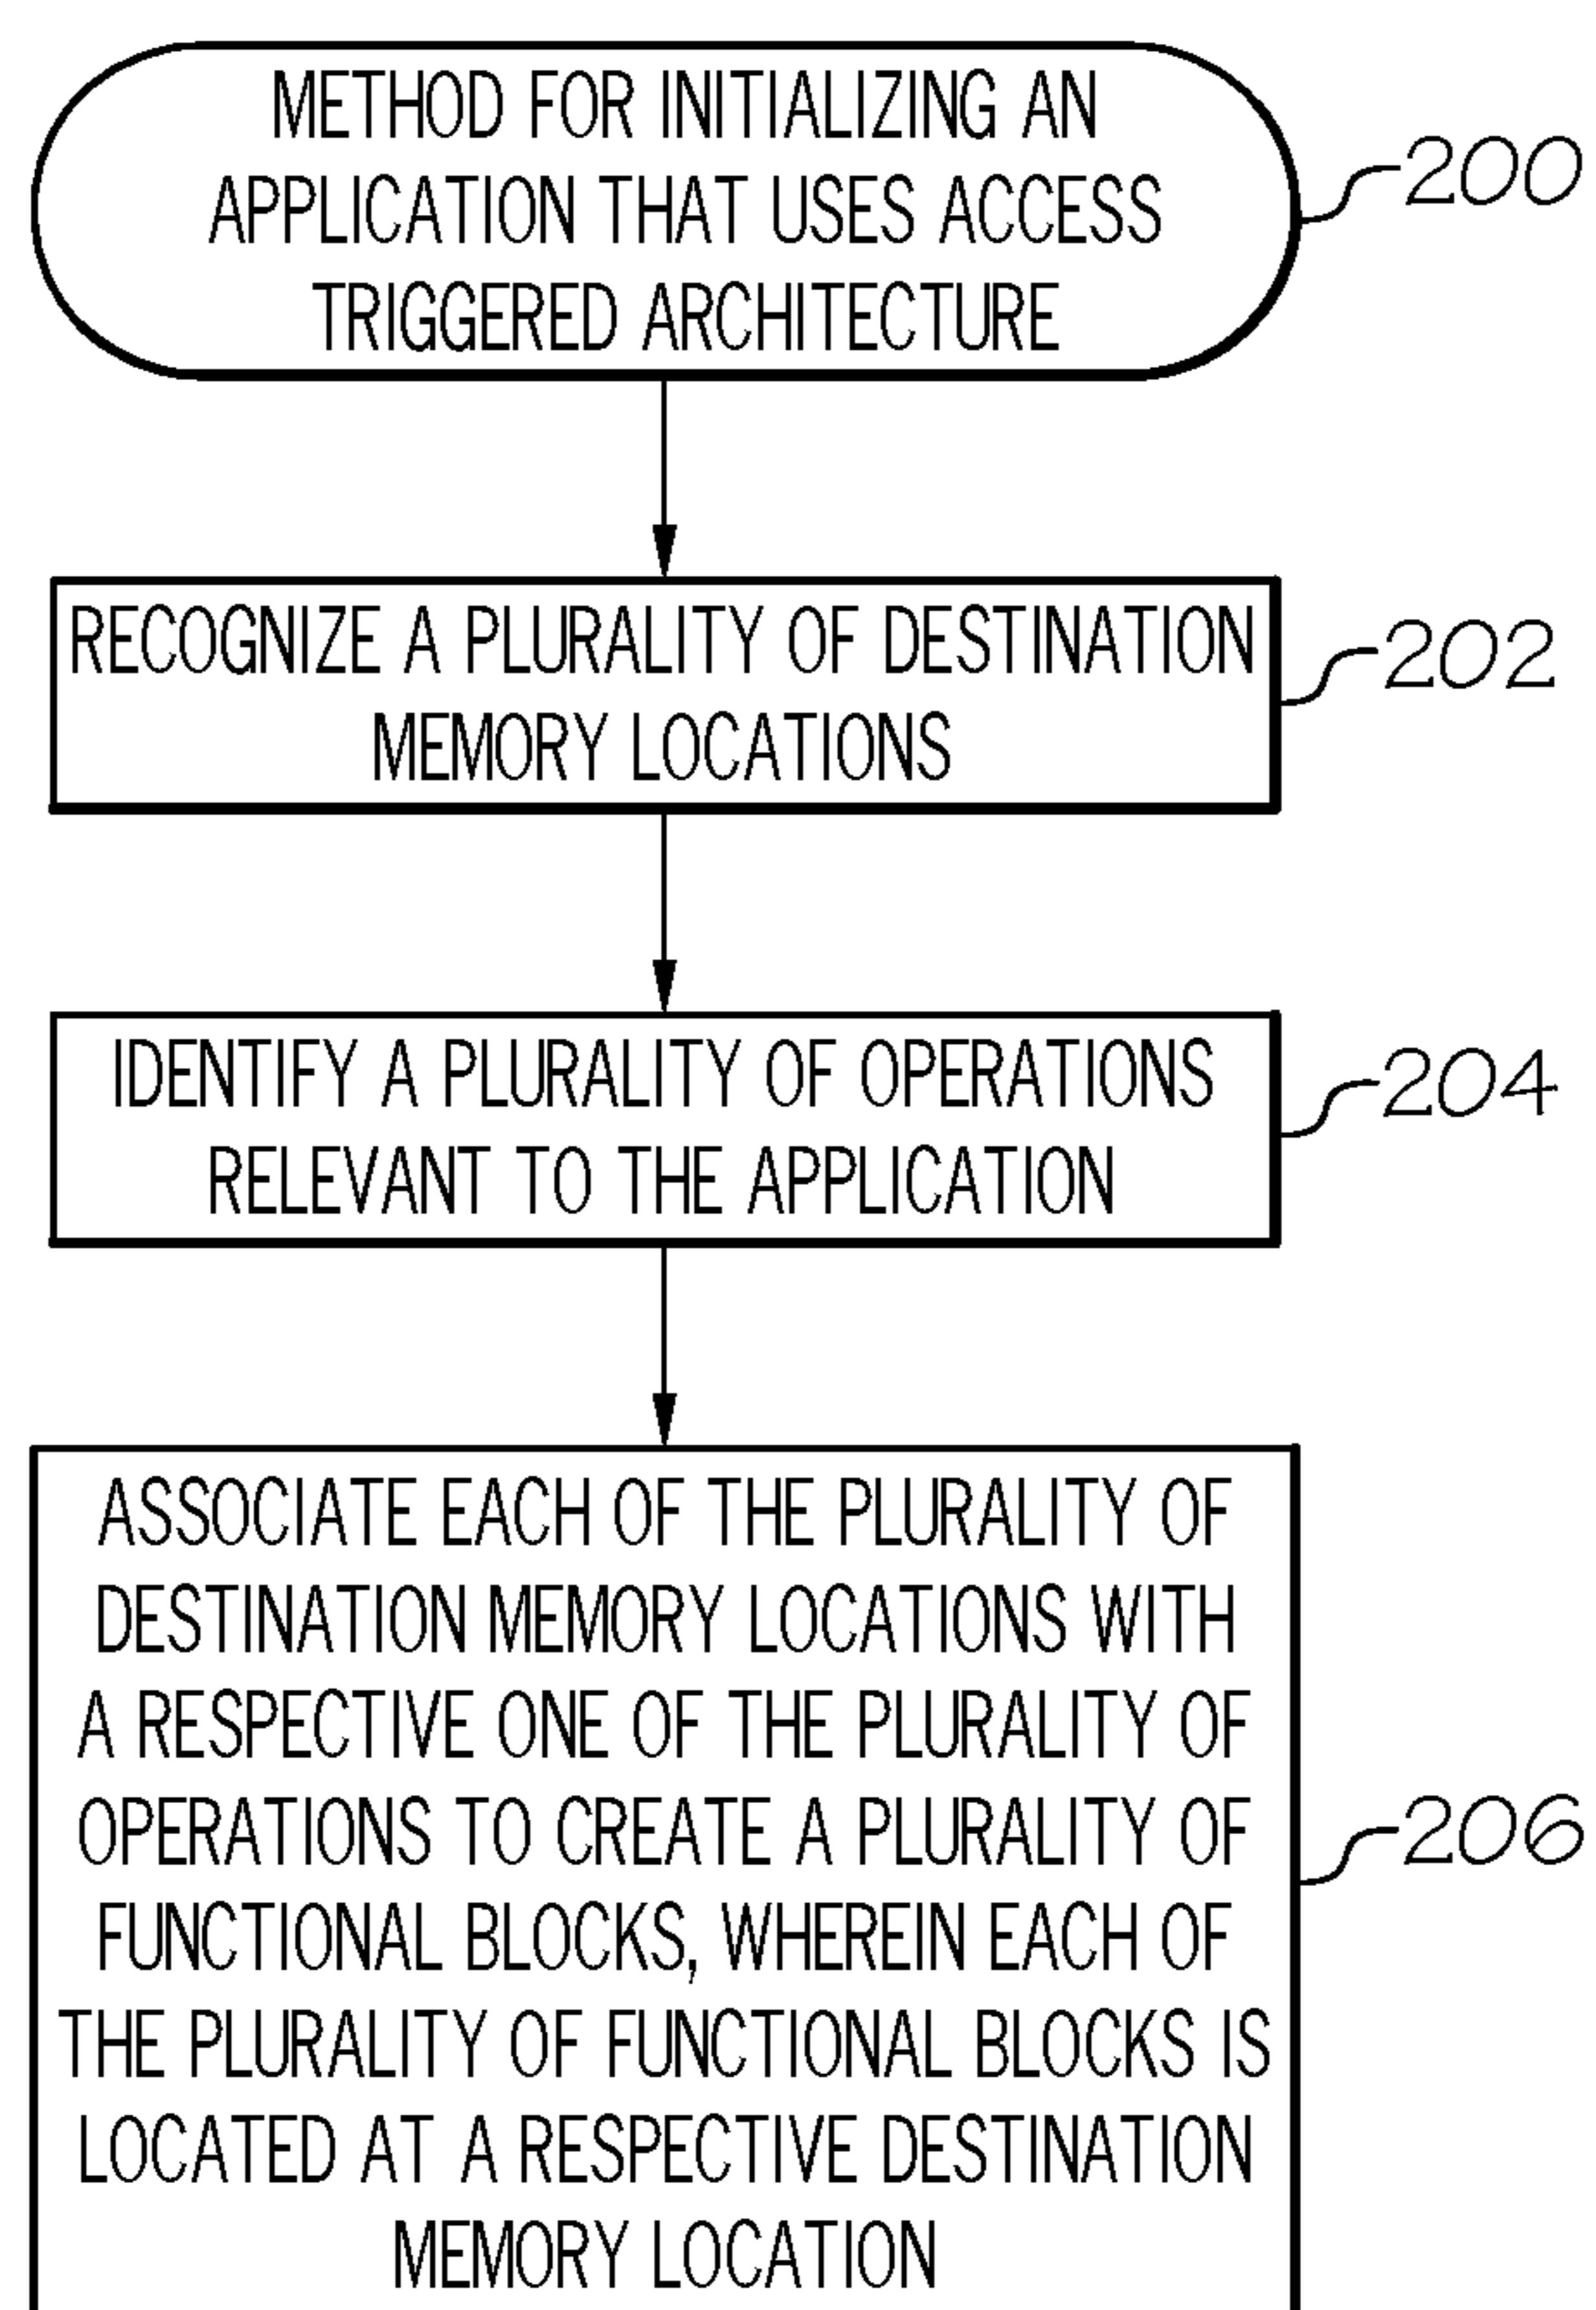 METHOD FOR INITIALIZING AN
APPLICATION THAT USES ACCESS
TRIGGERED ARCHITECTURE
200
RECOGNIZE A PLURALITY OF DESTINATION
MEMORY LOCATIONS
202
IDENTIFY A PLURALITY OF OPERATIONS
RELEVANT TO THE APPLICATION
204
ASSOCIATE EACH OF THE PLURALITY OF
DESTINATION MEMORY LOCATIONS WITH
A RESPECTIVE ONE OF THE PLURALITY OF
OPERATIONS TO CREATE A PLURALITY OF
FUNCTIONAL BLOCKS, WHEREIN EACH OF
THE PLURALITY OF FUNCTIONAL BLOCKS IS
LOCATED AT A RESPECTIVE DESTINATION
MEMORY LOCATION
206